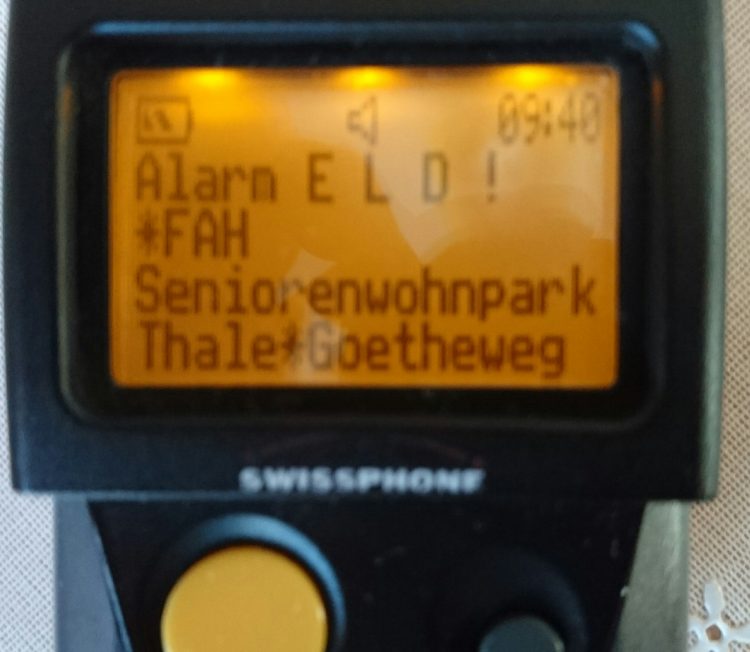 09:40
Alarm E L D !
*FAH
Seniorenwohnpark
Thale*Goetheweg
SWISSPHONE